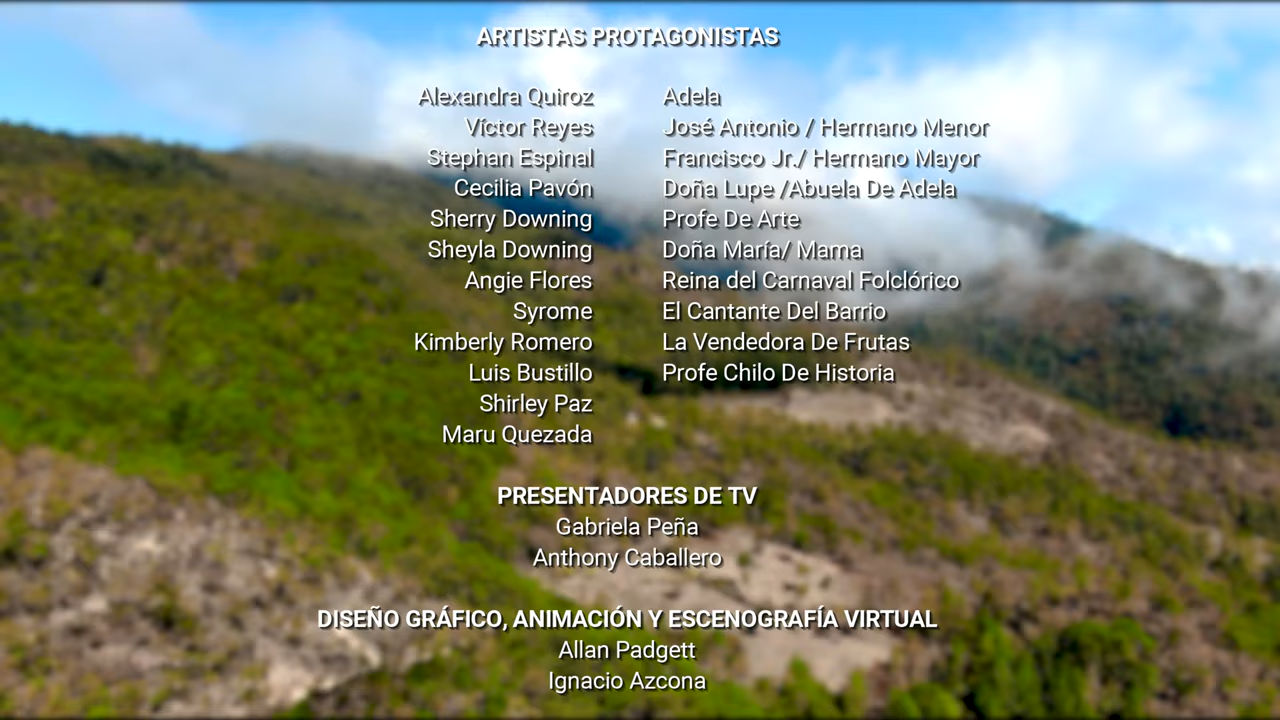 ARTISTAS PROTAGONISTAS
Alexandra Quiroz Adela
Víctor Reyes José Antonio / Hermano Menor
Stephan Espinal Francisco Jr./ Hermano Mayor
Cecilia Pavón Doña Lupe /Abuela De Adela
Sherry Downing Profe De Arte
Sheyla Downing Doña María/ Mama
Angie Flores Reina del Carnaval Folclórico
Syrome El Cantante Del Barrio
Kimberly Romero La Vendedora De Frutas
Luis Bustillo Profe Chilo De Historia
Shirley Paz
Maru Quezada
PRESENTADORES DE TV
Gabriela Peña
Anthony Caballero
DISEÑO GRÁFICO, ANIMACIÓN Y ESCENOGRAFÍA VIRTUAL
Allan Padgett
Ignacio Azcona